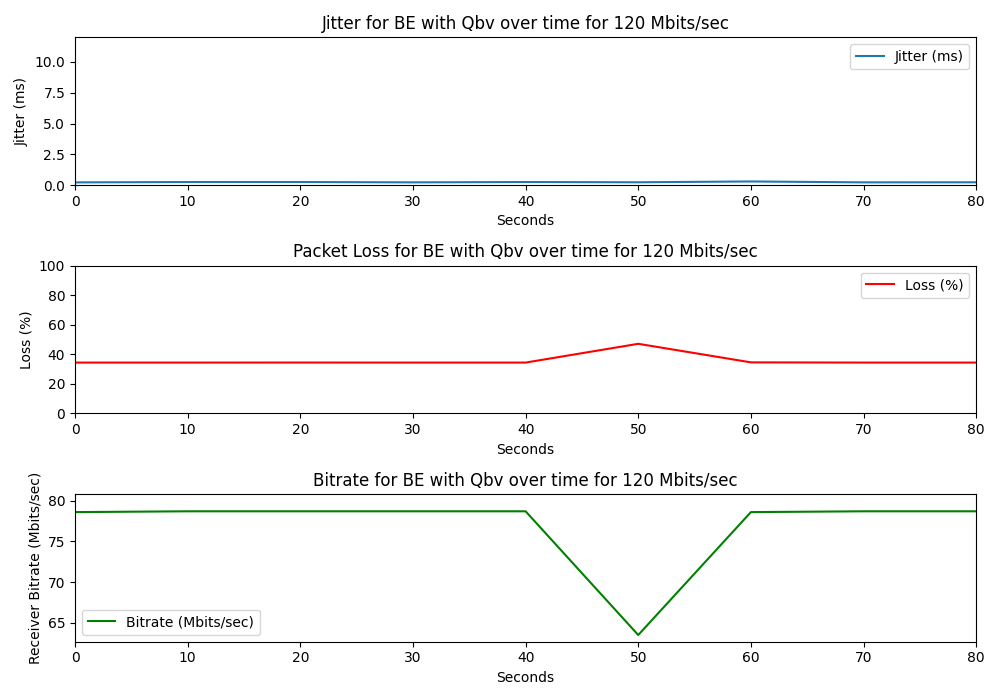 Jitter for BE with Qbv over time for 120 Mbits/sec
10.0
7.5
5.0
2.5
0.0
Jitter (ms)
Jitter (ms)
0 10 20 30 40 50 60 70 80
Seconds
Packet Loss for BE with Qbv over time for 120 Mbits/sec
100
80
60
40
20
0
Loss (%)
Loss (%)
0 10 20 30 40 50 60 70 80
Seconds
Bitrate for BE with Qbv over time for 120 Mbits/sec
80
75
70
65
Receiver Bitrate (Mbits/sec)
Bitrate (Mbits/sec)
0 10 20 30 40 50 60 70 80
Seconds